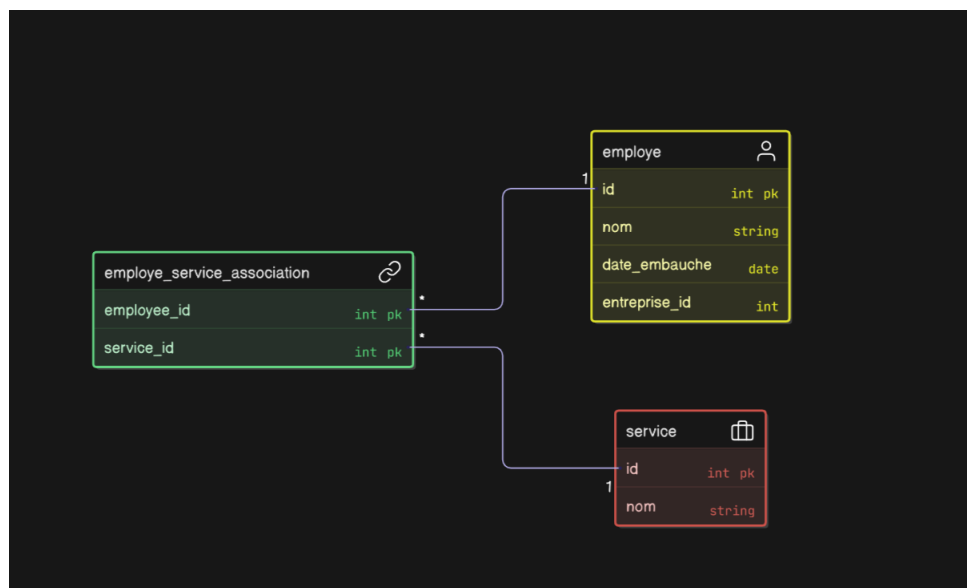 employe
1
id int pk
nom string
date_embauche date
entreprise_id int
employe_service_association
*
employee_id int pk
*
service_id int pk
service
id int pk
1
nom string